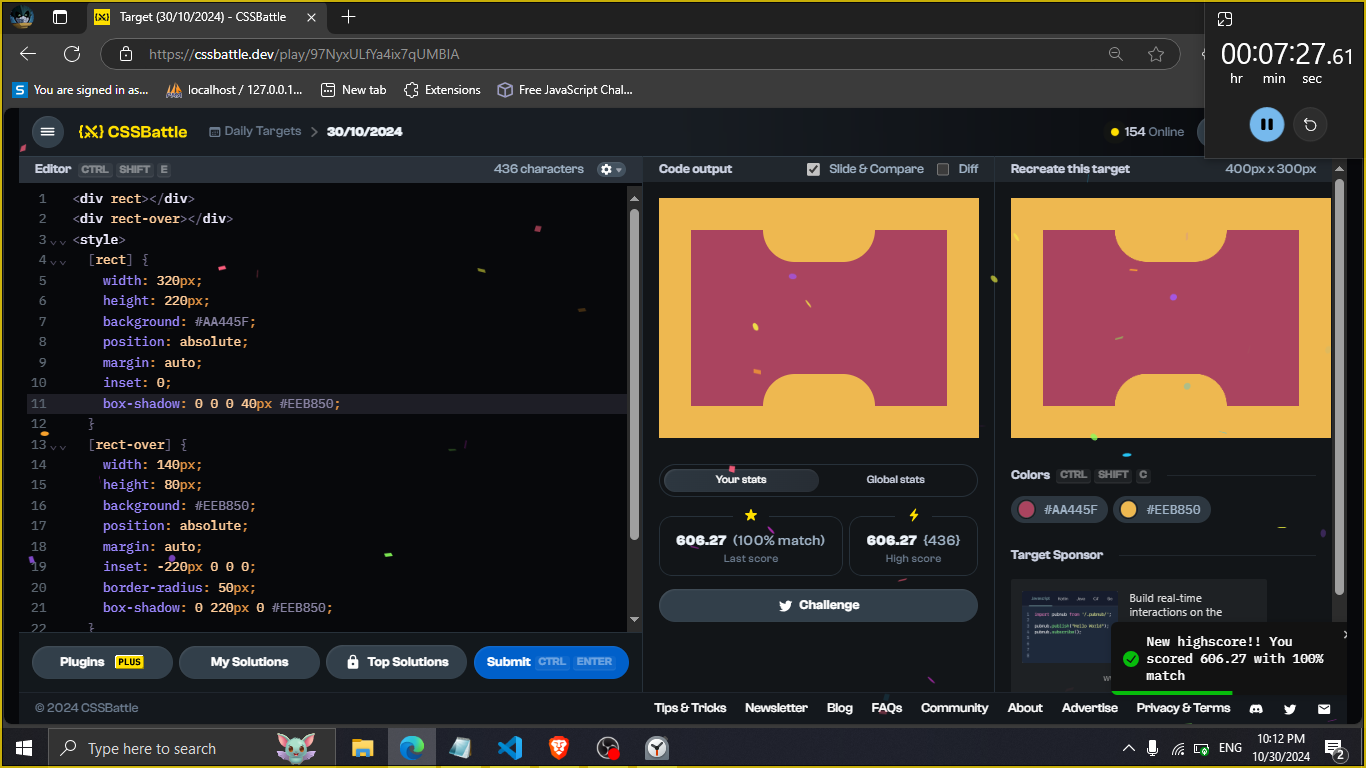 Target (30/10/2024) - CSSBattle
https://cssbattle.dev/play/97NyxULfYa4ix7qUMBIA
You are signed in as... localhost / 127.0.0.1... New tab Extensions Free JavaScript Chal...
00:07:27.61
hr min sec
{X} CSSBattle Daily Targets 30/10/2024 154 Online
Editor CTRL SHIFT E 436 characters
Code output Slide & Compare Diff
Recreate this target 400px x 300px
1 <div rect></div>
2 <div rect-over></div>
3 <style>
4 [rect] {
5 width: 320px;
6 height: 220px;
7 background: #AA445F;
8 position: absolute;
9 margin: auto;
10 inset: 0;
11 box-shadow: 0 0 0 40px #EEB850;
12 }
13 [rect-over] {
14 width: 140px;
15 height: 80px;
16 background: #EEB850;
17 position: absolute;
18 margin: auto;
19 inset: -220px 0 0 0;
20 border-radius: 50px;
21 box-shadow: 0 220px 0 #EEB850;
22 }
Plugins PLUS My Solutions Top Solutions Submit CTRL ENTER
Your stats Global stats
606.27 (100% match)
Last score
606.27 {436}
High score
Challenge
Colors CTRL SHIFT C
#AA445F #EEB850
Target Sponsor
Build real-time
interactions on the
New highscore!! You
scored 606.27 with 100%
match
© 2024 CSSBattle
Tips & Tricks Newsletter Blog FAQs Community About Advertise Privacy & Terms
Type here to search
ENG
10:12 PM
10/30/2024
2